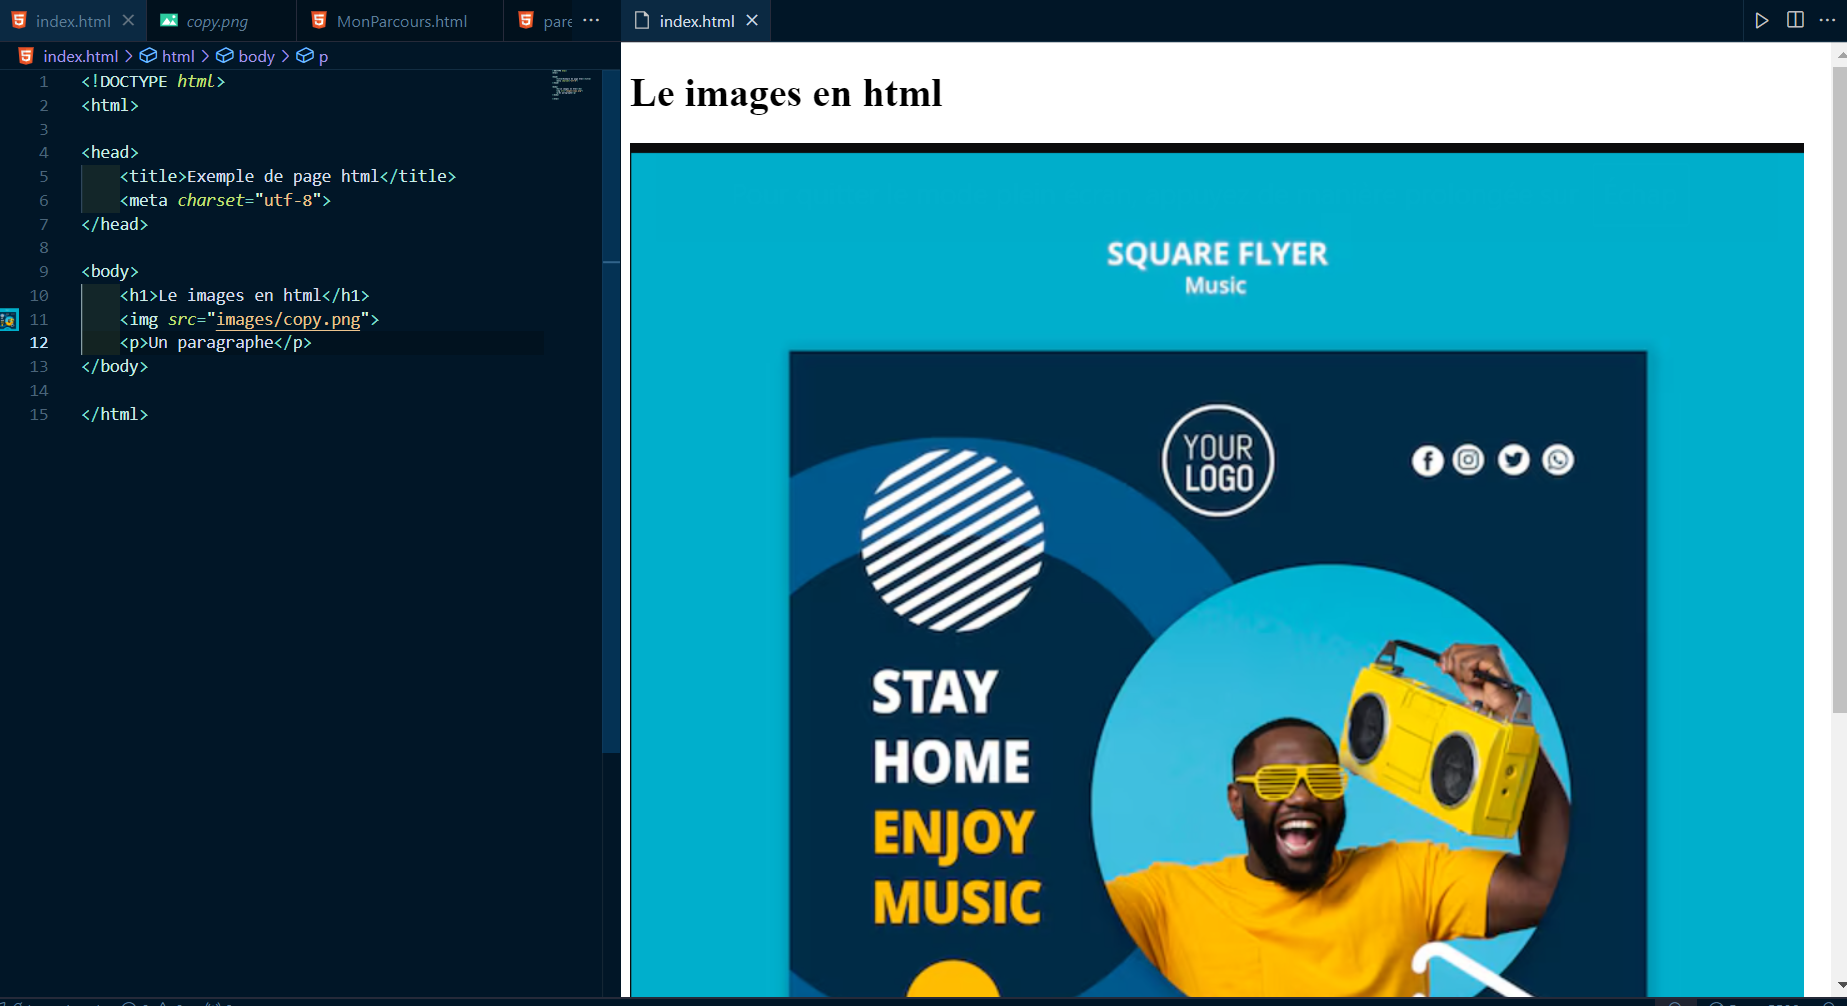 index.html
copy.png
MonParcours.html
pare
index.html
index.html > html > body > p
1 <!DOCTYPE html>
2 <html>
3
4 <head>
5 <title>Exemple de page html</title>
6 <meta charset="utf-8">
7 </head>
8
9 <body>
10 <h1>Le images en html</h1>
11 <img src="images/copy.png">
12 <p>Un paragraphe</p>
13 </body>
14
15 </html>
Le images en html
SQUARE FLYER
Music
YOUR
LOGO
STAY
HOME
ENJOY
MUSIC